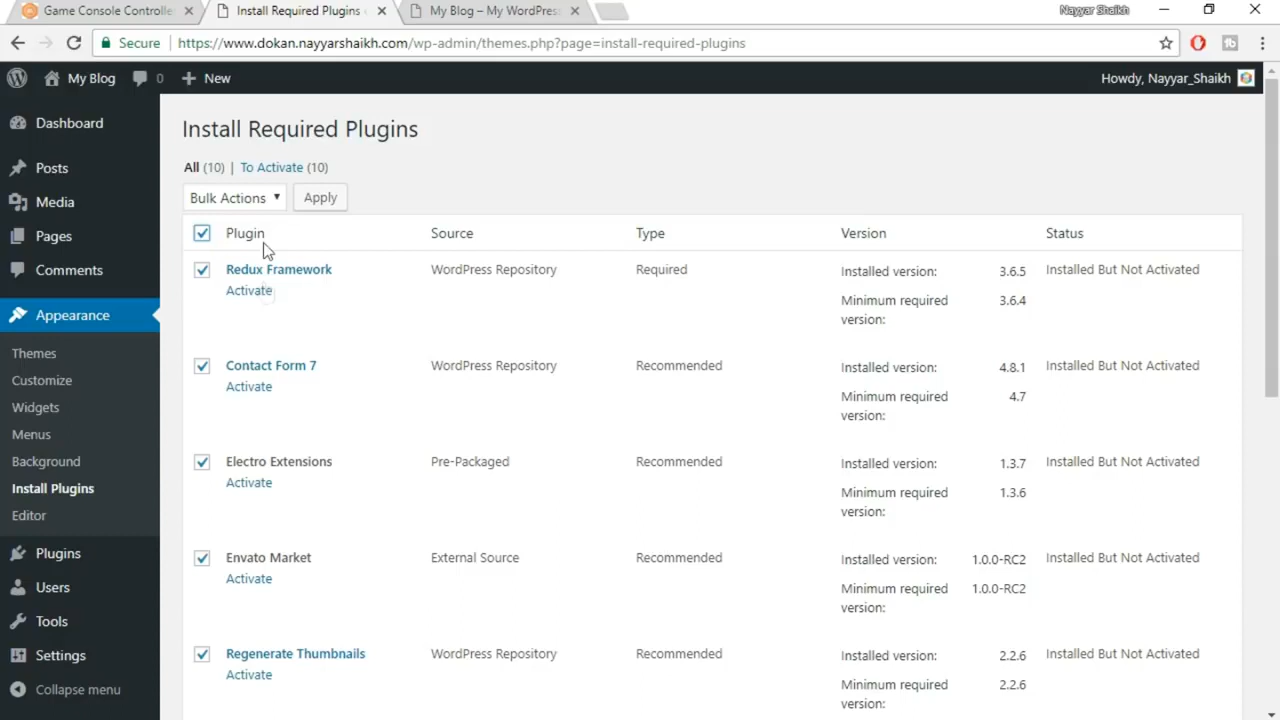 Game Console Controlle
Install Required Plugins
My Blog – My WordPress
Nayyar Shaikh
Secure
https://www.dokan.nayyarshaikh.com/wp-admin/themes.php?page=install-required-plugins
My Blog
0
New
Howdy, Nayyar_Shaikh
Dashboard
Posts
Media
Pages
Comments
Appearance
Themes
Customize
Widgets
Menus
Background
Install Plugins
Editor
Plugins
Users
Tools
Settings
Collapse menu
Install Required Plugins
All (10) | To Activate (10)
Bulk Actions
Apply
Plugin Source Type Version Status
Redux Framework WordPress Repository Required Installed version: 3.6.5 Installed But Not Activated
Activate
Minimum required version: 3.6.4
Contact Form 7 WordPress Repository Recommended Installed version: 4.8.1 Installed But Not Activated
Activate
Minimum required version: 4.7
Electro Extensions Pre-Packaged Recommended Installed version: 1.3.7 Installed But Not Activated
Activate
Minimum required version: 1.3.6
Envato Market External Source Recommended Installed version: 1.0.0-RC2 Installed But Not Activated
Activate
Minimum required version: 1.0.0-RC2
Regenerate Thumbnails WordPress Repository Recommended Installed version: 2.2.6 Installed But Not Activated
Activate
Minimum required version: 2.2.6